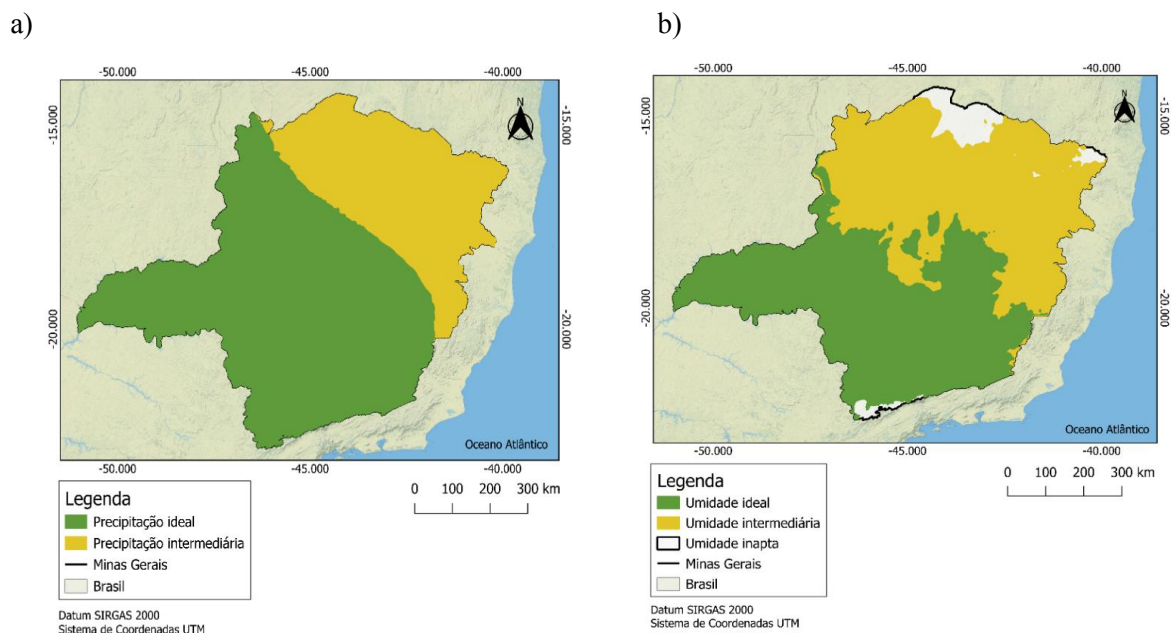 a)
-50.000 -45.000 -40.000
-15.000 -15.000
N
-20.000 -20.000
Oceano Atlântico
-50.000 -45.000 -40.000
0 100 200 300 km
Legenda
Precipitação ideal
Precipitação intermediária
Minas Gerais
Brasil
Datum SIRGAS 2000
Sistema de Coordenadas UTM
b)
-50.000 -45.000 -40.000
-15.000 -15.000
N
-20.000 -20.000
Oceano Atlântico
-50.000 -45.000 -40.000
0 100 200 300 km
Legenda
Umidade ideal
Umidade intermediária
Umidade inapta
Minas Gerais
Brasil
Datum SIRGAS 2000
Sistema de Coordenadas UTM